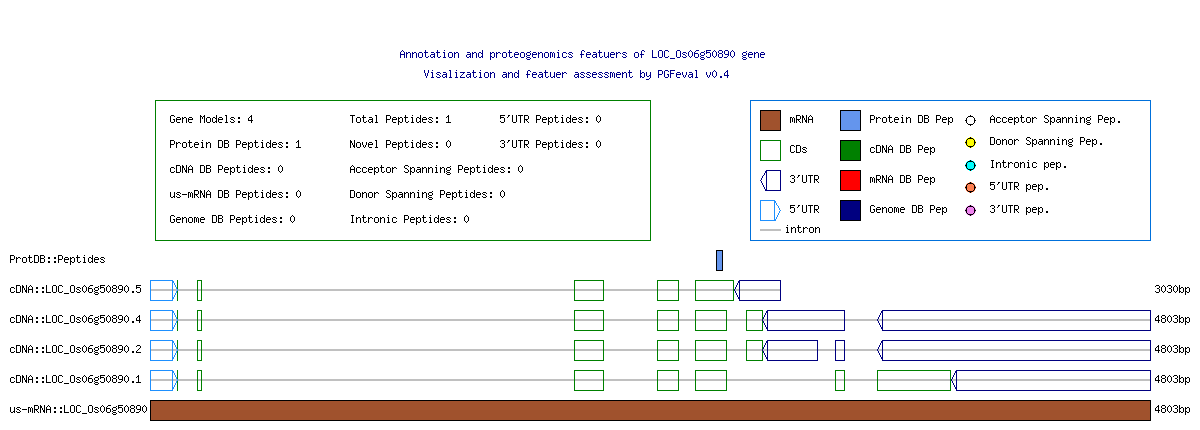 Annotation and proteogenomics featuers of LOC_Os06g50890 gene
Visalization and featuer assessment by PGFeval v0.4
Gene Models: 4 Total Peptides: 1 5'UTR Peptides: 0
Protein DB Peptides: 1 Novel Peptides: 0 3'UTR Peptides: 0
cDNA DB Peptides: 0 Acceptor Spanning Peptides: 0
us-mRNA DB Peptides: 0 Donor Spanning Peptides: 0
Genome DB Peptides: 0 Intronic Peptides: 0
mRNA Protein DB Pep Acceptor Spanning Pep.
CDs cDNA DB Pep Donor Spanning Pep.
3'UTR mRNA DB Pep Intronic pep.
5'UTR Genome DB Pep 5'UTR pep.
intron 3'UTR pep.
ProtDB::Peptides
cDNA::LOC_Os06g50890.5 3030bp
cDNA::LOC_Os06g50890.4 4803bp
cDNA::LOC_Os06g50890.2 4803bp
cDNA::LOC_Os06g50890.1 4803bp
us-mRNA::LOC_Os06g50890 4803bp